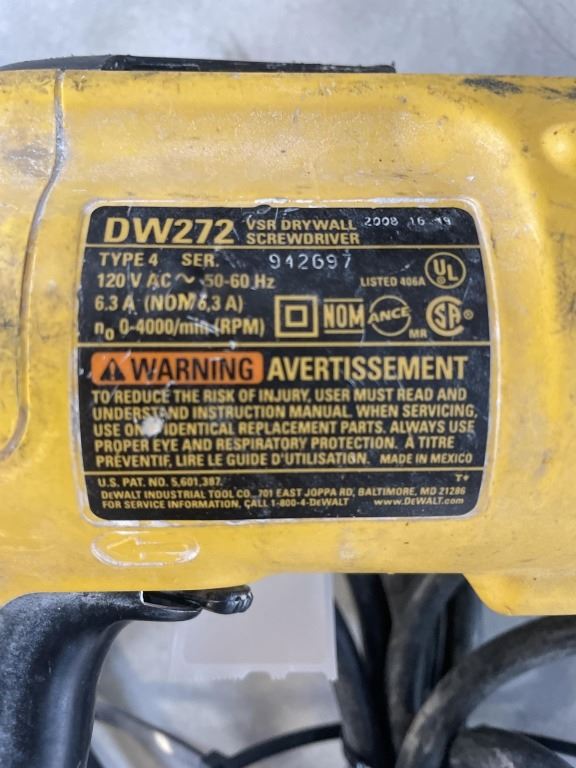 DW272 VSR DRYWALL SCREWDRIVER 2008 16 49
TYPE 4 SER. 942697
120 V AC ~ 50-60 Hz LISTED 406A UL
6.3 A (NOM 6,3 A)
n0 0-4000/min (RPM) NOM ANCE MR SA
WARNING AVERTISSEMENT
TO REDUCE THE RISK OF INJURY, USER MUST READ AND
UNDERSTAND INSTRUCTION MANUAL. WHEN SERVICING,
USE ONLY IDENTICAL REPLACEMENT PARTS. ALWAYS USE
PROPER EYE AND RESPIRATORY PROTECTION. À TITRE
PRÉVENTIF, LIRE LE GUIDE D'UTILISATION. MADE IN MEXICO
U.S. PAT. NO. 5,601,387. T+
DEWALT INDUSTRIAL TOOL CO., 701 EAST JOPPA RD, BALTIMORE, MD 21286
FOR SERVICE INFORMATION, CALL 1-800-4-DEWALT www.DEWALT.com